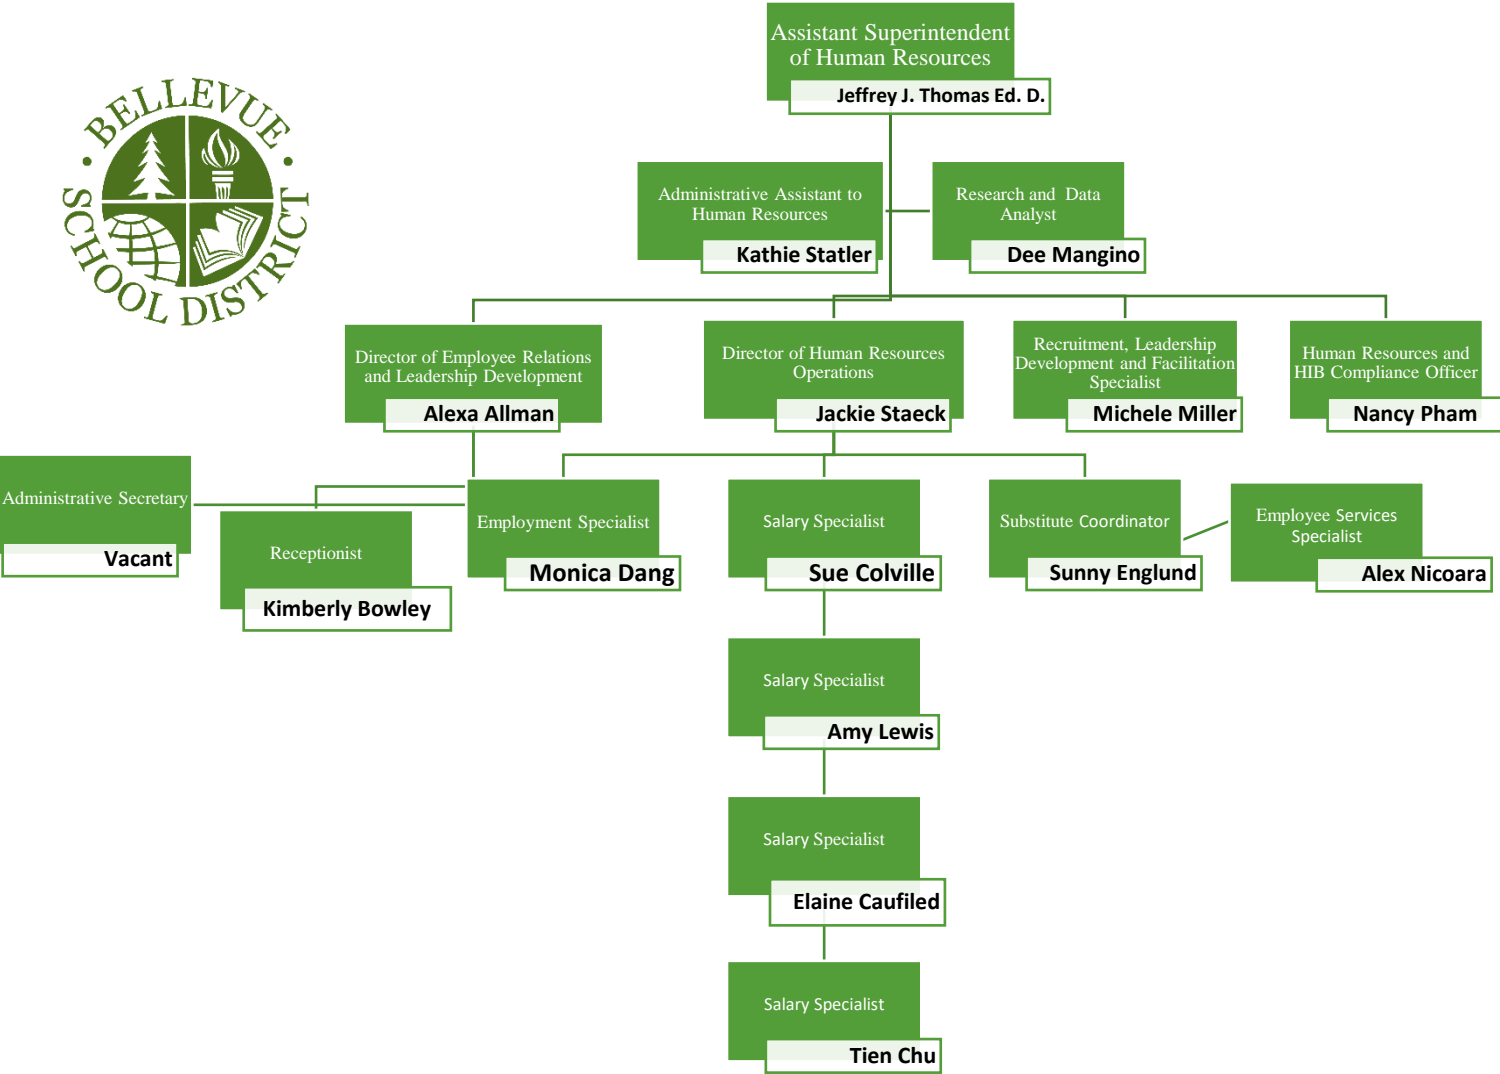 BELLEVUE
SCHOOL DISTRICT
Assistant Superintendent
of Human Resources
Jeffrey J. Thomas Ed. D.
Administrative Assistant to
Human Resources
Kathie Statler
Research and Data
Analyst
Dee Mangino
Director of Employee Relations
and Leadership Development
Alexa Allman
Director of Human Resources
Operations
Jackie Staeck
Recruitment, Leadership
Development and Facilitation
Specialist
Michele Miller
Human Resources and
HIB Compliance Officer
Nancy Pham
Administrative Secretary
Vacant
Receptionist
Kimberly Bowley
Employment Specialist
Monica Dang
Salary Specialist
Sue Colville
Substitute Coordinator
Sunny Englund
Employee Services
Specialist
Alex Nicoara
Salary Specialist
Amy Lewis
Salary Specialist
Elaine Caufiled
Salary Specialist
Tien Chu